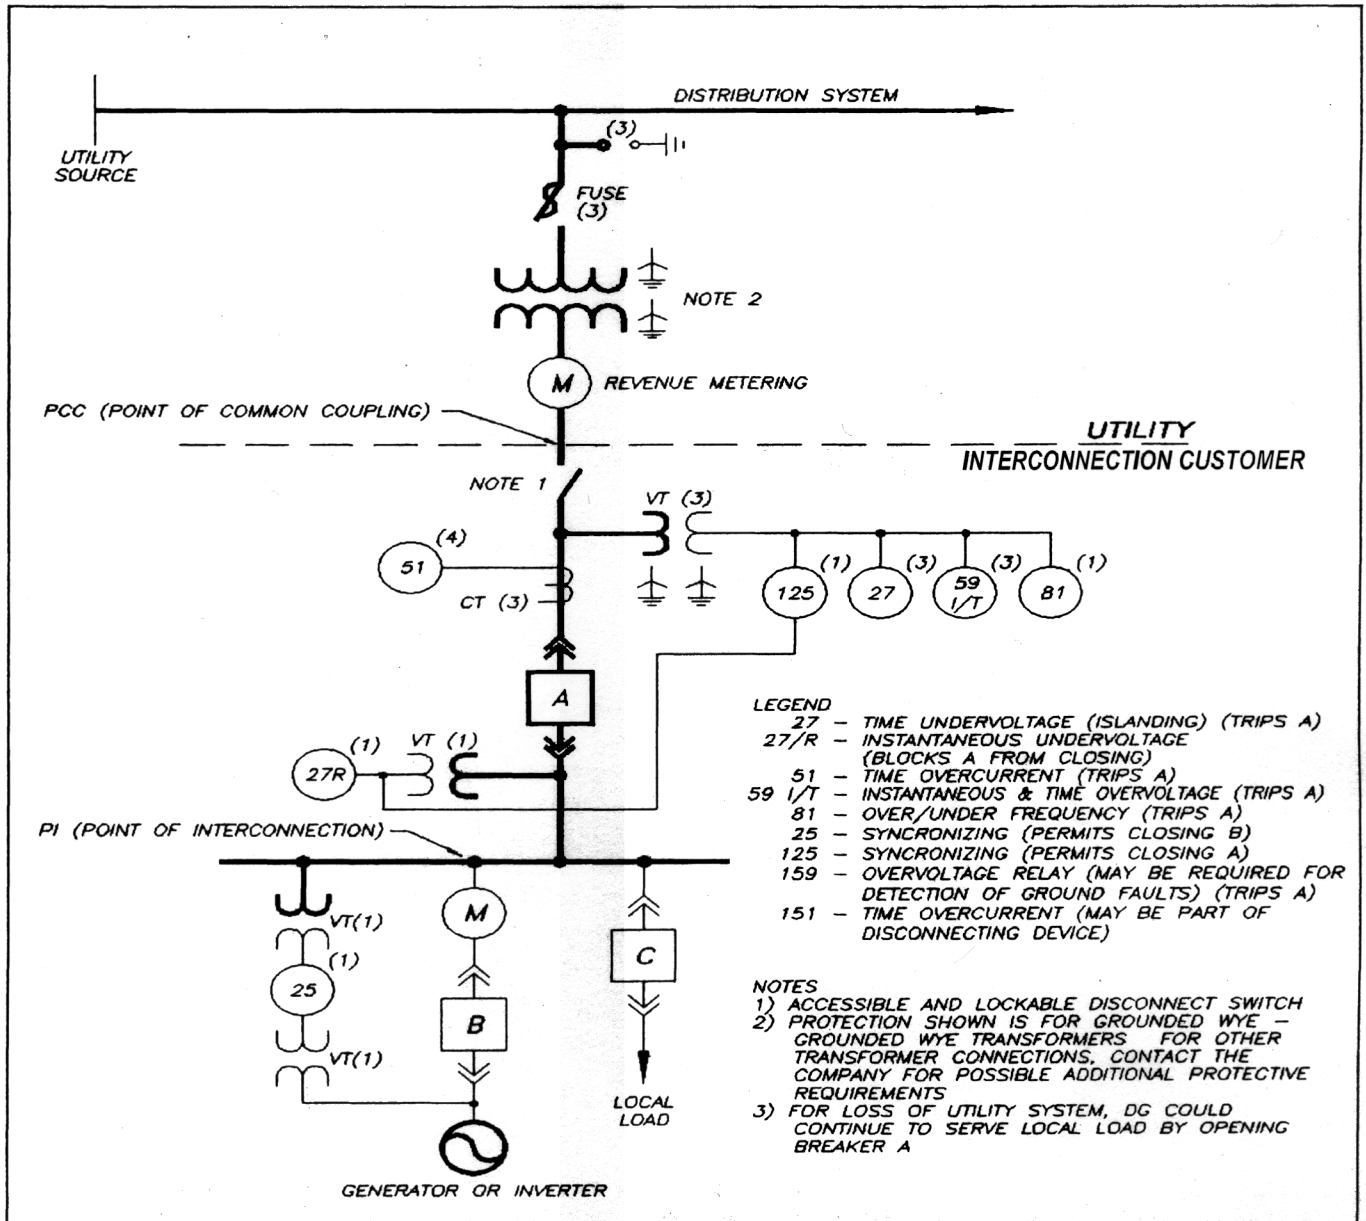 DISTRIBUTION SYSTEM
(3)
UTILITY
SOURCE
FUSE
(3)
NOTE 2
M
REVENUE METERING
PCC (POINT OF COMMON COUPLING)
UTILITY
INTERCONNECTION CUSTOMER
NOTE 1
VT (3)
(4)
51
CT (3)
(1)
(3)
(3)
(1)
125
27
59
I/T
81
A
VT (1)
(1)
27R
PI (POINT OF INTERCONNECTION)
LEGEND
27 – TIME UNDERVOLTAGE (ISLANDING) (TRIPS A)
27/R – INSTANTANEOUS UNDERVOLTAGE
(BLOCKS A FROM CLOSING)
51 – TIME OVERCURRENT (TRIPS A)
59 I/T – INSTANTANEOUS & TIME OVERVOLTAGE (TRIPS A)
81 – OVER/UNDER FREQUENCY (TRIPS A)
25 – SYNCRONIZING (PERMITS CLOSING B)
125 – SYNCRONIZING (PERMITS CLOSING A)
159 – OVERVOLTAGE RELAY (MAY BE REQUIRED FOR
DETECTION OF GROUND FAULTS) (TRIPS A)
151 – TIME OVERCURRENT (MAY BE PART OF
DISCONNECTING DEVICE)
VT(1)
(1)
25
VT(1)
M
B
C
LOCAL
LOAD
GENERATOR OR INVERTER
NOTES
1) ACCESSIBLE AND LOCKABLE DISCONNECT SWITCH
2) PROTECTION SHOWN IS FOR GROUNDED WYE –
GROUNDED WYE TRANSFORMERS FOR OTHER
TRANSFORMER CONNECTIONS, CONTACT THE
COMPANY FOR POSSIBLE ADDITIONAL PROTECTIVE
REQUIREMENTS
3) FOR LOSS OF UTILITY SYSTEM, DG COULD
CONTINUE TO SERVE LOCAL LOAD BY OPENING
BREAKER A